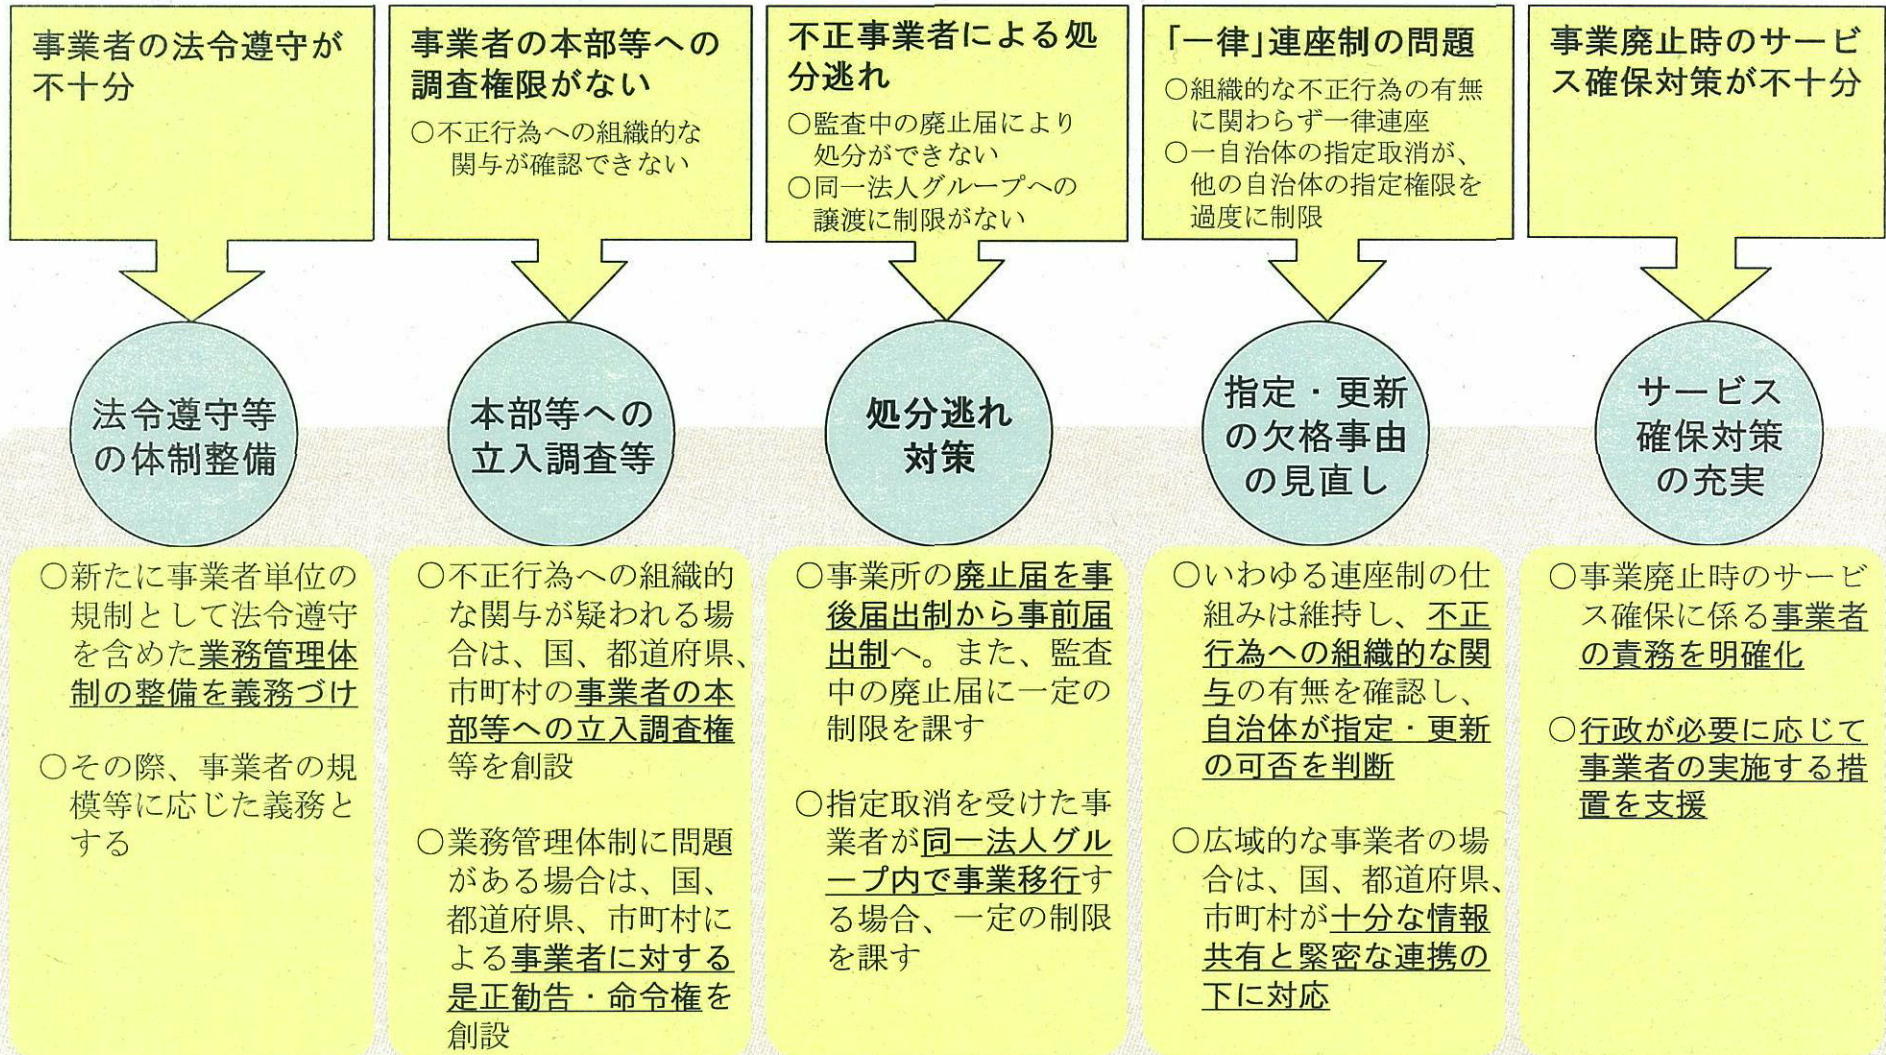 事業者の法令遵守が
不十分
事業者の本部等への
調査権限がない
○不正行為への組織的な
関与が確認できない
不正事業者による処
分逃れ
○監査中の廃止届により
処分ができない
○同一法人グループへの
譲渡に制限がない
「一律」連座制の問題
○組織的な不正行為の有無
に関わらず一律連座
○一自治体の指定取消が、
他の自治体の指定権限を
過度に制限
事業廃止時のサービ
ス確保対策が不十分
法令遵守等
の体制整備
本部等への
立入調査等
処分逃れ
対策
指定・更新
の欠格事由
の見直し
サービス
確保対策
の充実
○新たに事業者単位の
規制として法令遵守
を含めた業務管理体
制の整備を義務づけ
○その際、事業者の規
模等に応じた義務と
する
○不正行為への組織的
な関与が疑われる場
合は、国、都道府県、
市町村の事業者の本
部等への立入調査権
等を創設
○業務管理体制に問題
がある場合は、国、
都道府県、市町村に
よる事業者に対する
是正勧告・命令権を
創設
○事業所の廃止届を事
後届出制から事前届
出制へ。また、監査
中の廃止届に一定の
制限を課す
○指定取消を受けた事
業者が同一法人グル
ープ内で事業移行す
る場合、一定の制限
を課す
○いわゆる連座制の仕
組みは維持し、不正
行為への組織的な関
与の有無を確認し、
自治体が指定・更新
の可否を判断
○広域的な事業者の場
合は、国、都道府県、
市町村が十分な情報
共有と緊密な連携の
下に対応
○事業廃止時のサービ
ス確保に係る事業者
の責務を明確化
○行政が必要に応じて
事業者の実施する措
置を支援